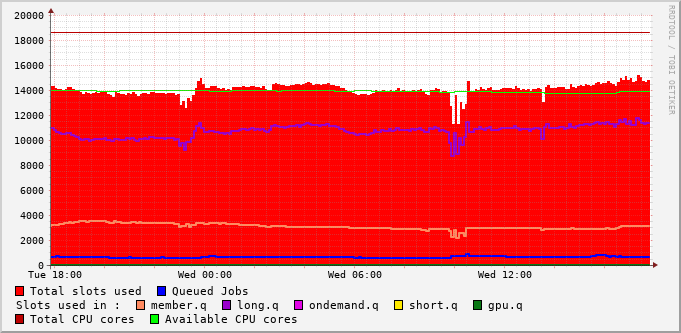 20000
18000
16000
14000
12000
10000
8000
6000
4000
2000
0
Tue 18:00 Wed 00:00 Wed 06:00 Wed 12:00
Total slots used Queued Jobs
Slots used in : member.q long.q ondemand.q short.q gpu.q
Total CPU cores Available CPU cores
RRDTOOL / TOBI OETIKER